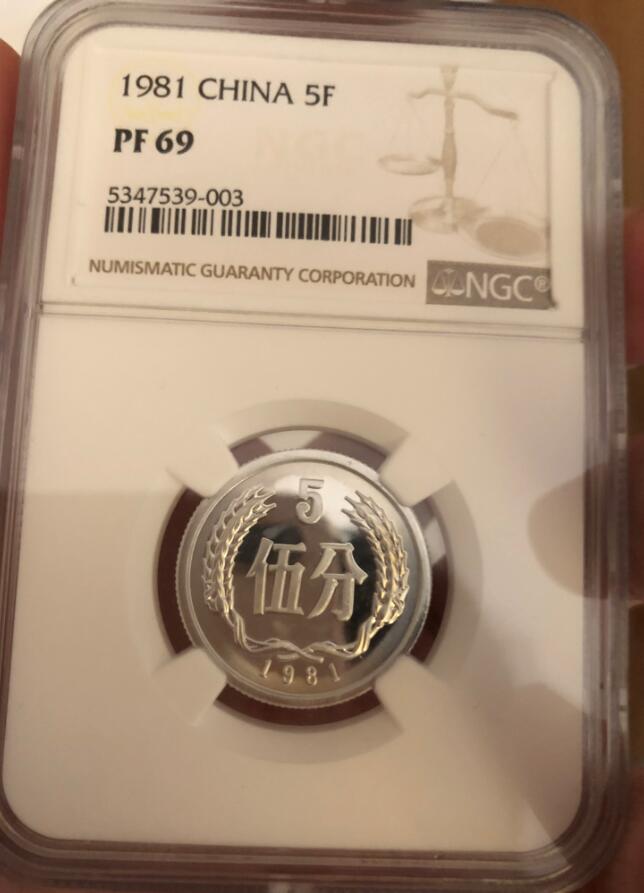 1981 CHINA 5F
PF 69
5347539-003
NUMISMATIC GUARANTY CORPORATION
NGC®
5
伍分
1981